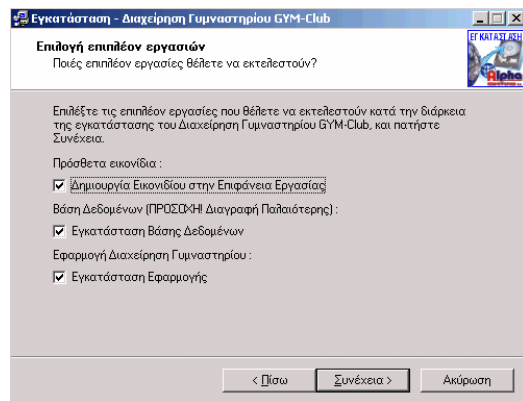 Εγκατάσταση - Διαχείρηση Γυμναστηρίου GYM-Club
Επιλογή επιπλέον εργασιών
Ποιές επιπλέον εργασίες θέλετε να εκτελεστούν?
ΕΓΚΑΤΑΣΤΑΣΗ
Alpha
Επιλέξτε τις επιπλέον εργασίες που θέλετε να εκτελεστούν κατά την διάρκεια
της εγκατάστασης του Διαχείρηση Γυμναστηρίου GYM-Club, και πατήστε
Συνέχεια.
Πρόσθετα εικονίδια :
Δημιουργία Εικονιδίου στην Επιφάνεια Εργασίας
Βάση Δεδομένων (ΠΡΟΣΟΧΗ! Διαγραφή Παλαιότερης) :
Εγκατάσταση Βάσης Δεδομένων
Εφαρμογή Διαχείρηση Γυμναστηρίου :
Εγκατάσταση Εφαρμογής
< Πίσω
Συνέχεια >
Ακύρωση